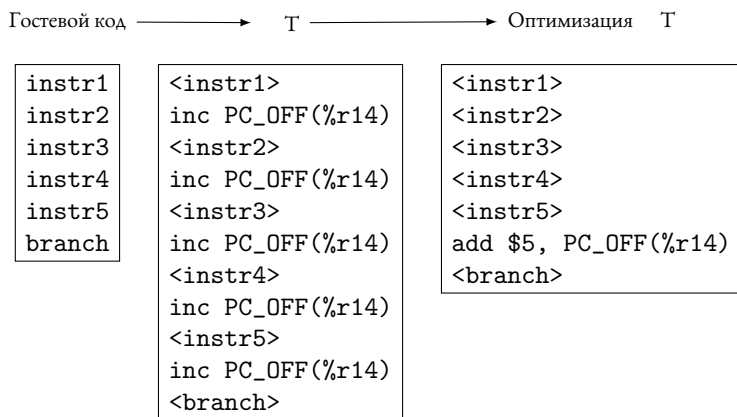 Гостевой код T Оптимизация T
instr1
instr2
instr3
instr4
instr5
branch
<instr1>
inc PC_OFF(%r14)
<instr2>
inc PC_OFF(%r14)
<instr3>
inc PC_OFF(%r14)
<instr4>
inc PC_OFF(%r14)
<instr5>
inc PC_OFF(%r14)
<branch>
<instr1>
<instr2>
<instr3>
<instr4>
<instr5>
add $5, PC_OFF(%r14)
<branch>